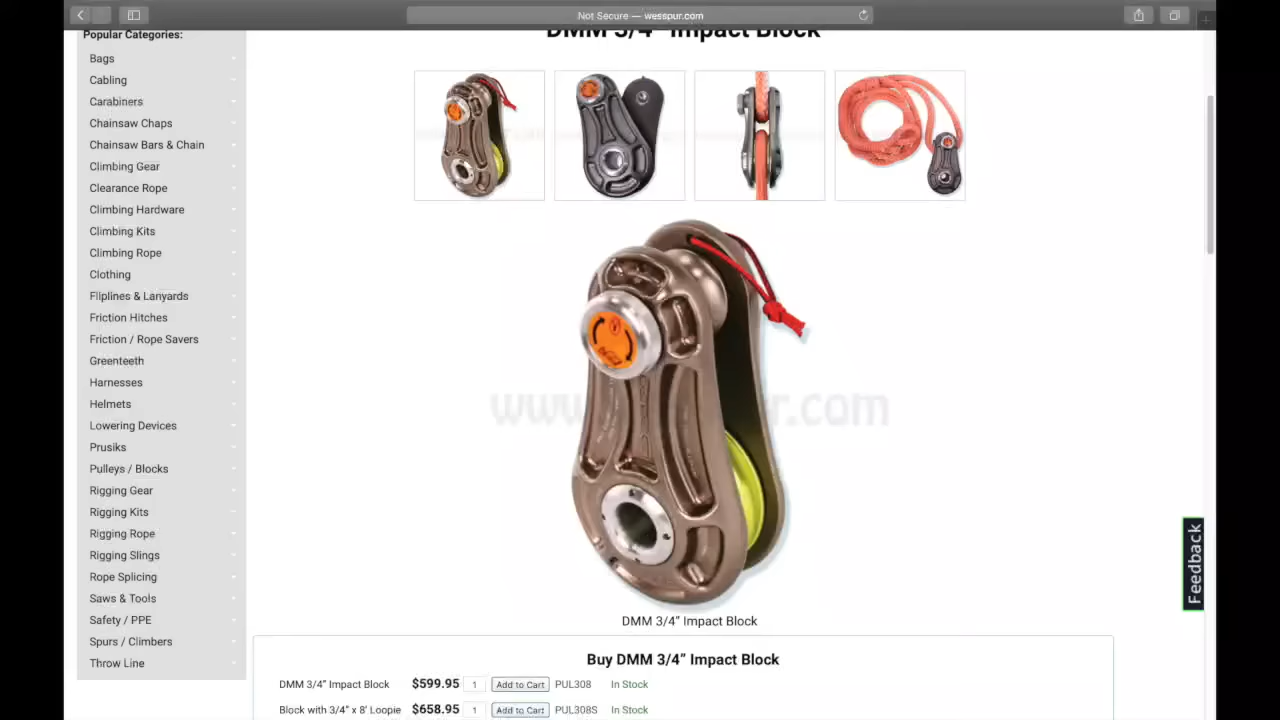 Not Secure — wesspur.com
DMM 3/4” Impact Block
Popular Categories:
Bags
Cabling
Carabiners
Chainsaw Chaps
Chainsaw Bars & Chain
Climbing Gear
Clearance Rope
Climbing Hardware
Climbing Kits
Climbing Rope
Clothing
Fliplines & Lanyards
Friction Hitches
Friction / Rope Savers
Greenteeth
Harnesses
Helmets
Lowering Devices
Prusiks
Pulleys / Blocks
Rigging Gear
Rigging Kits
Rigging Rope
Rigging Slings
Rope Splicing
Saws & Tools
Safety / PPE
Spurs / Climbers
Throw Line
DMM 3/4” Impact Block
Buy DMM 3/4” Impact Block
DMM 3/4” Impact Block $599.95 1 Add to Cart PUL308 In Stock
Block with 3/4" x 8' Loopie $658.95 1 Add to Cart PUL308S In Stock
Feedback